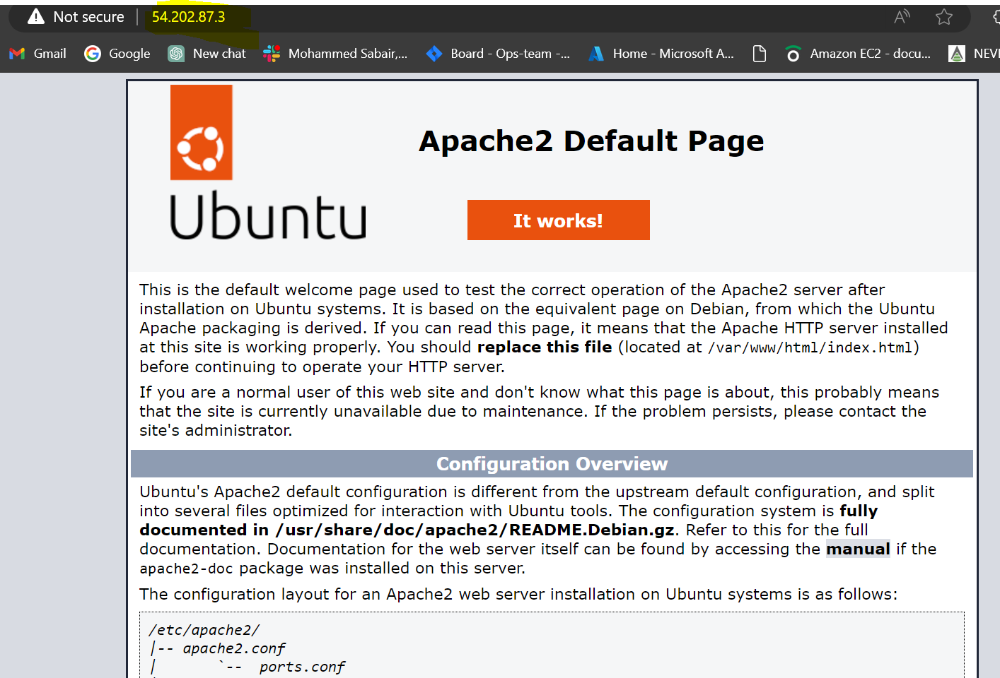 Not secure 54.202.87.3
Gmail Google New chat Mohammed Sabair,... Board - Ops-team -... Home - Microsoft A... Amazon EC2 - docu...
Ubuntu
Apache2 Default Page
It works!
This is the default welcome page used to test the correct operation of the Apache2 server after
installation on Ubuntu systems. It is based on the equivalent page on Debian, from which the Ubuntu
Apache packaging is derived. If you can read this page, it means that the Apache HTTP server installed
at this site is working properly. You should replace this file (located at /var/www/html/index.html)
before continuing to operate your HTTP server.
If you are a normal user of this web site and don't know what this page is about, this probably means
that the site is currently unavailable due to maintenance. If the problem persists, please contact the
site's administrator.
Configuration Overview
Ubuntu's Apache2 default configuration is different from the upstream default configuration, and split
into several files optimized for interaction with Ubuntu tools. The configuration system is fully
documented in /usr/share/doc/apache2/README.Debian.gz. Refer to this for the full
documentation. Documentation for the web server itself can be found by accessing the manual if the
apache2-doc package was installed on this server.
The configuration layout for an Apache2 web server installation on Ubuntu systems is as follows:
/etc/apache2/
|-- apache2.conf
|       `--  ports.conf